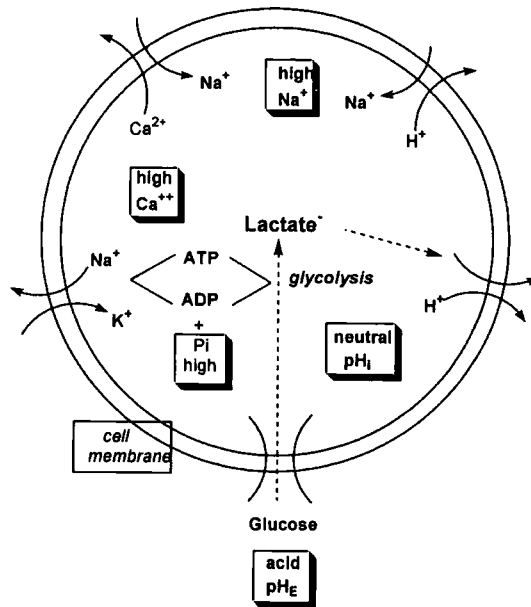 Na⁺
high
Na⁺
Na⁺
Ca²⁺
H⁺
high
Ca⁺⁺
Lactate⁻
Na⁺
ATP
glycolysis
ADP
H⁺
K⁺
+
Pi
high
neutral
pHᵢ
cell
membrane
Glucose
acid
pH_E